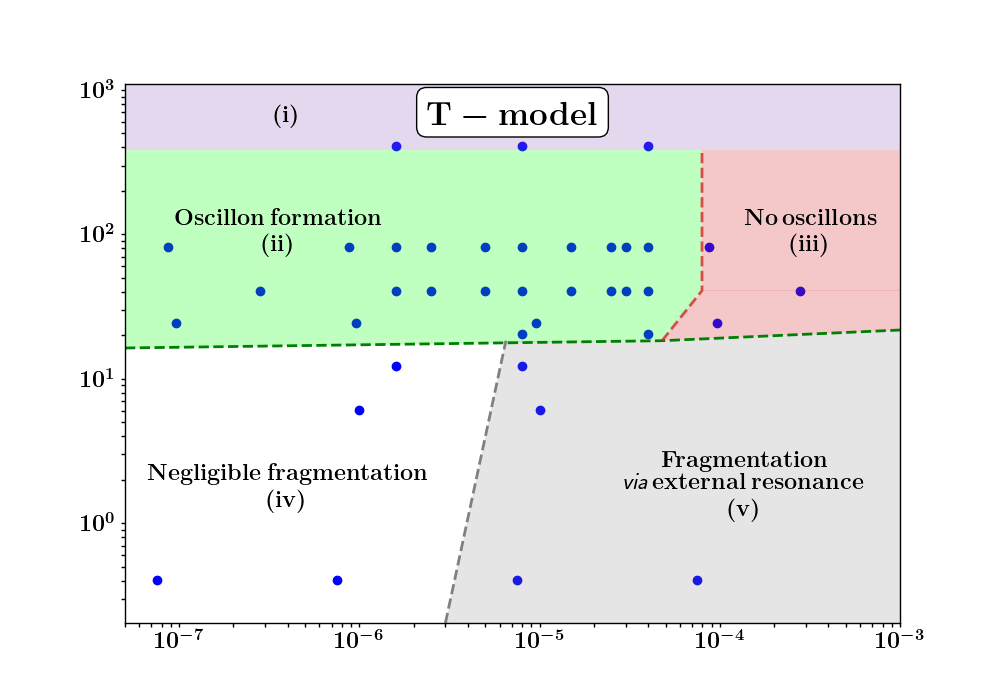 10³
T − model
(i)
10²
Oscillon formation
(ii)
No oscillons
(iii)
10¹
Negligible fragmentation
(iv)
Fragmentation
via external resonance
(v)
10⁰
10⁻⁷ 10⁻⁶ 10⁻⁵ 10⁻⁴ 10⁻³